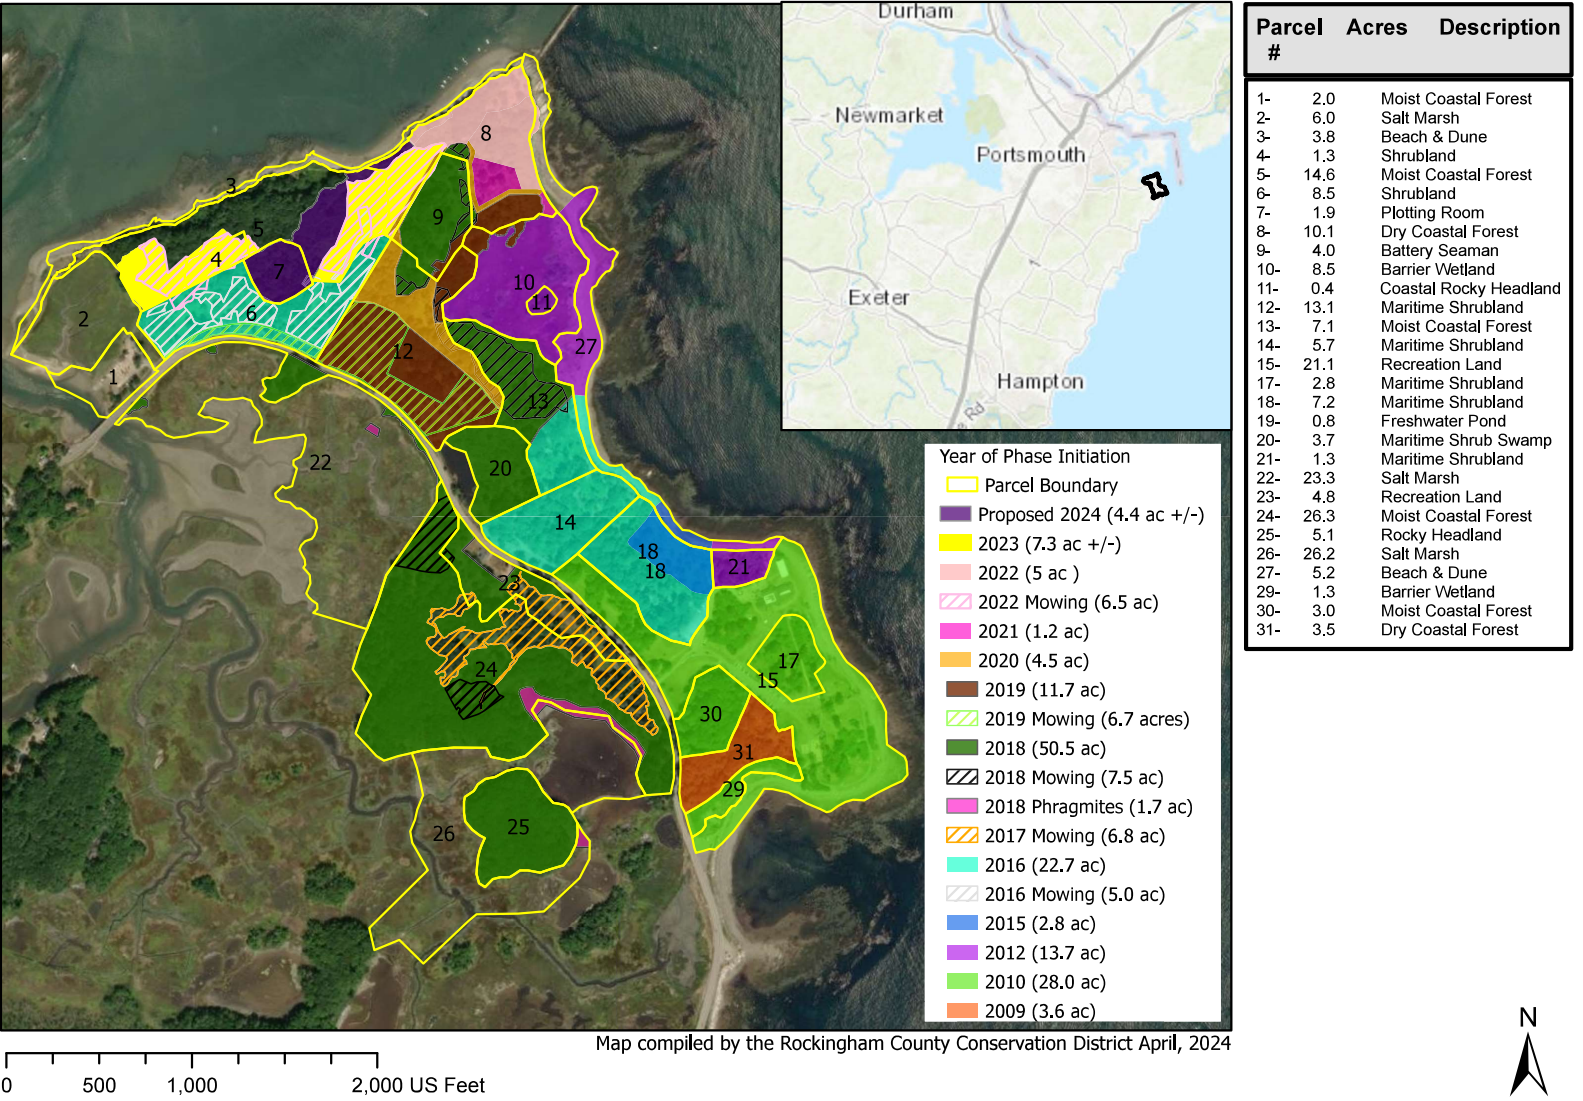 Durham
Newmarket
Portsmouth
Exeter
Hampton
Rd
Parcel Acres Description
#
1- 2.0 Moist Coastal Forest
2- 6.0 Salt Marsh
3- 3.8 Beach & Dune
4- 1.3 Shrubland
5- 14.6 Moist Coastal Forest
6- 8.5 Shrubland
7- 1.9 Plotting Room
8- 10.1 Dry Coastal Forest
9- 4.0 Battery Seaman
10- 8.5 Barrier Wetland
11- 0.4 Coastal Rocky Headland
12- 13.1 Maritime Shrubland
13- 7.1 Moist Coastal Forest
14- 5.7 Maritime Shrubland
15- 21.1 Recreation Land
17- 2.8 Maritime Shrubland
18- 7.2 Maritime Shrubland
19- 0.8 Freshwater Pond
20- 3.7 Maritime Shrub Swamp
21- 1.3 Maritime Shrubland
22- 23.3 Salt Marsh
23- 4.8 Recreation Land
24- 26.3 Moist Coastal Forest
25- 5.1 Rocky Headland
26- 26.2 Salt Marsh
27- 5.2 Beach & Dune
29- 1.3 Barrier Wetland
30- 3.0 Moist Coastal Forest
31- 3.5 Dry Coastal Forest
8
3
9
5
4
7
10
11
6
2
27
12
1
13
22
20
14
18
18
21
23
24
17
15
30
31
29
25
26
Year of Phase Initiation
Parcel Boundary
Proposed 2024 (4.4 ac +/-)
2023 (7.3 ac +/-)
2022 (5 ac )
2022 Mowing (6.5 ac)
2021 (1.2 ac)
2020 (4.5 ac)
2019 (11.7 ac)
2019 Mowing (6.7 acres)
2018 (50.5 ac)
2018 Mowing (7.5 ac)
2018 Phragmites (1.7 ac)
2017 Mowing (6.8 ac)
2016 (22.7 ac)
2016 Mowing (5.0 ac)
2015 (2.8 ac)
2012 (13.7 ac)
2010 (28.0 ac)
2009 (3.6 ac)
Map compiled by the Rockingham County Conservation District April, 2024
0 500 1,000 2,000 US Feet
N